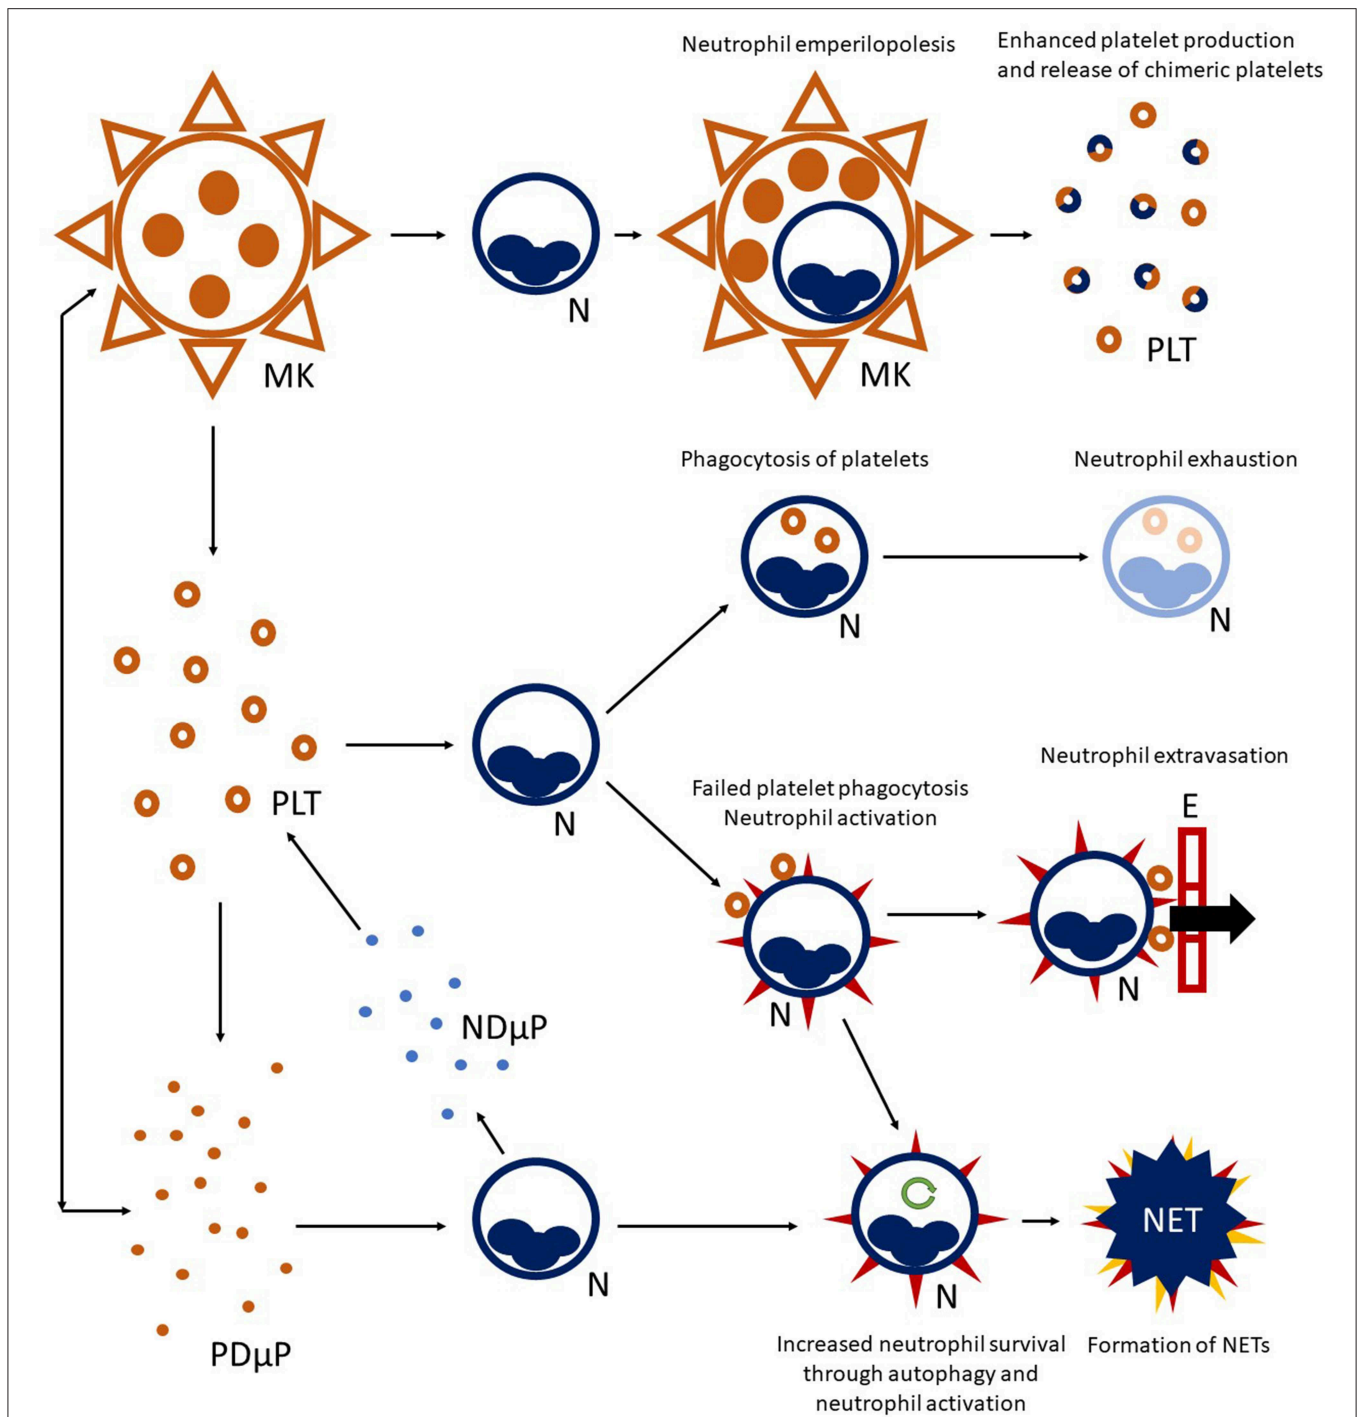 Neutrophil emperilopolesis
Enhanced platelet production
and release of chimeric platelets
N
MK
MK
PLT
Phagocytosis of platelets
Neutrophil exhaustion
N
N
PLT
N
Failed platelet phagocytosis
Neutrophil activation
Neutrophil extravasation
E
N
N
NDμP
PDμP
N
N
NET
Increased neutrophil survival
through autophagy and
neutrophil activation
Formation of NETs